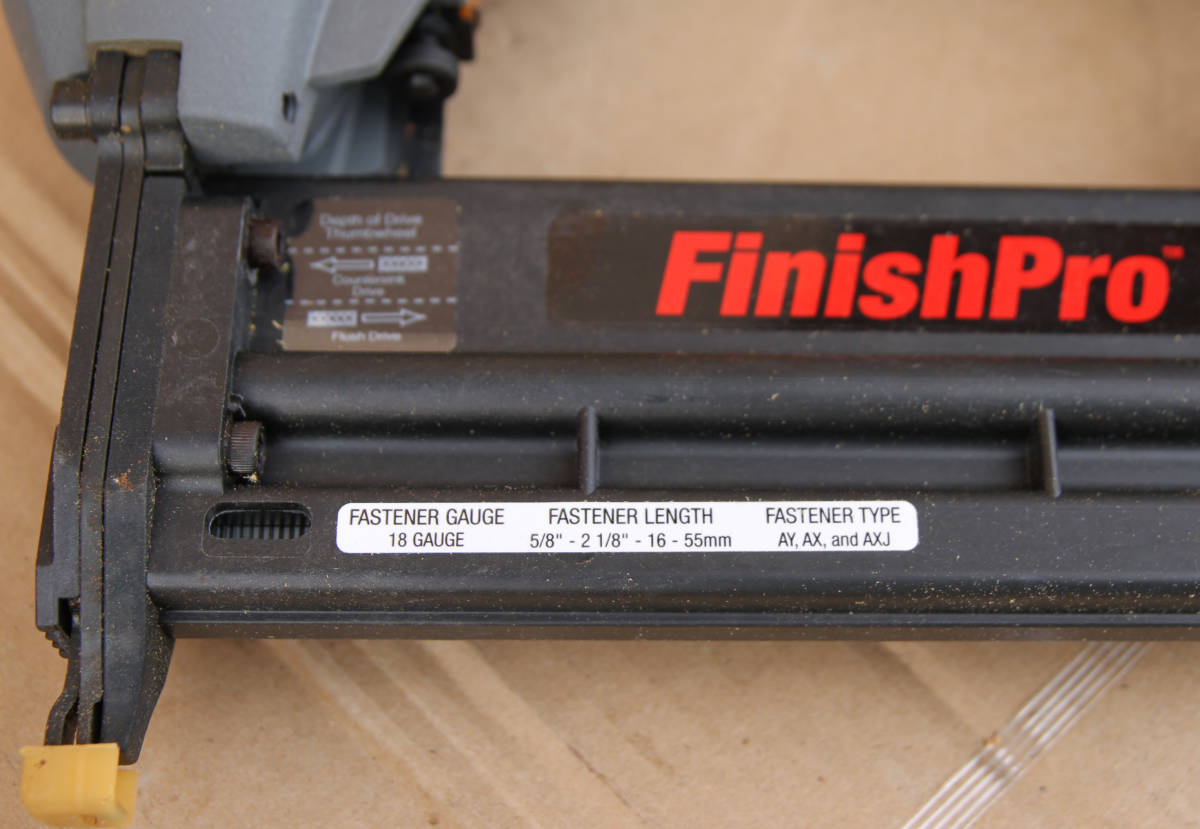 Depth of Drive
Thumbwheel
Countersink
Drive
Flush Drive
FinishPro™
FASTENER GAUGE FASTENER LENGTH FASTENER TYPE
18 GAUGE 5/8" - 2 1/8" - 16 - 55mm AY, AX, and AXJ